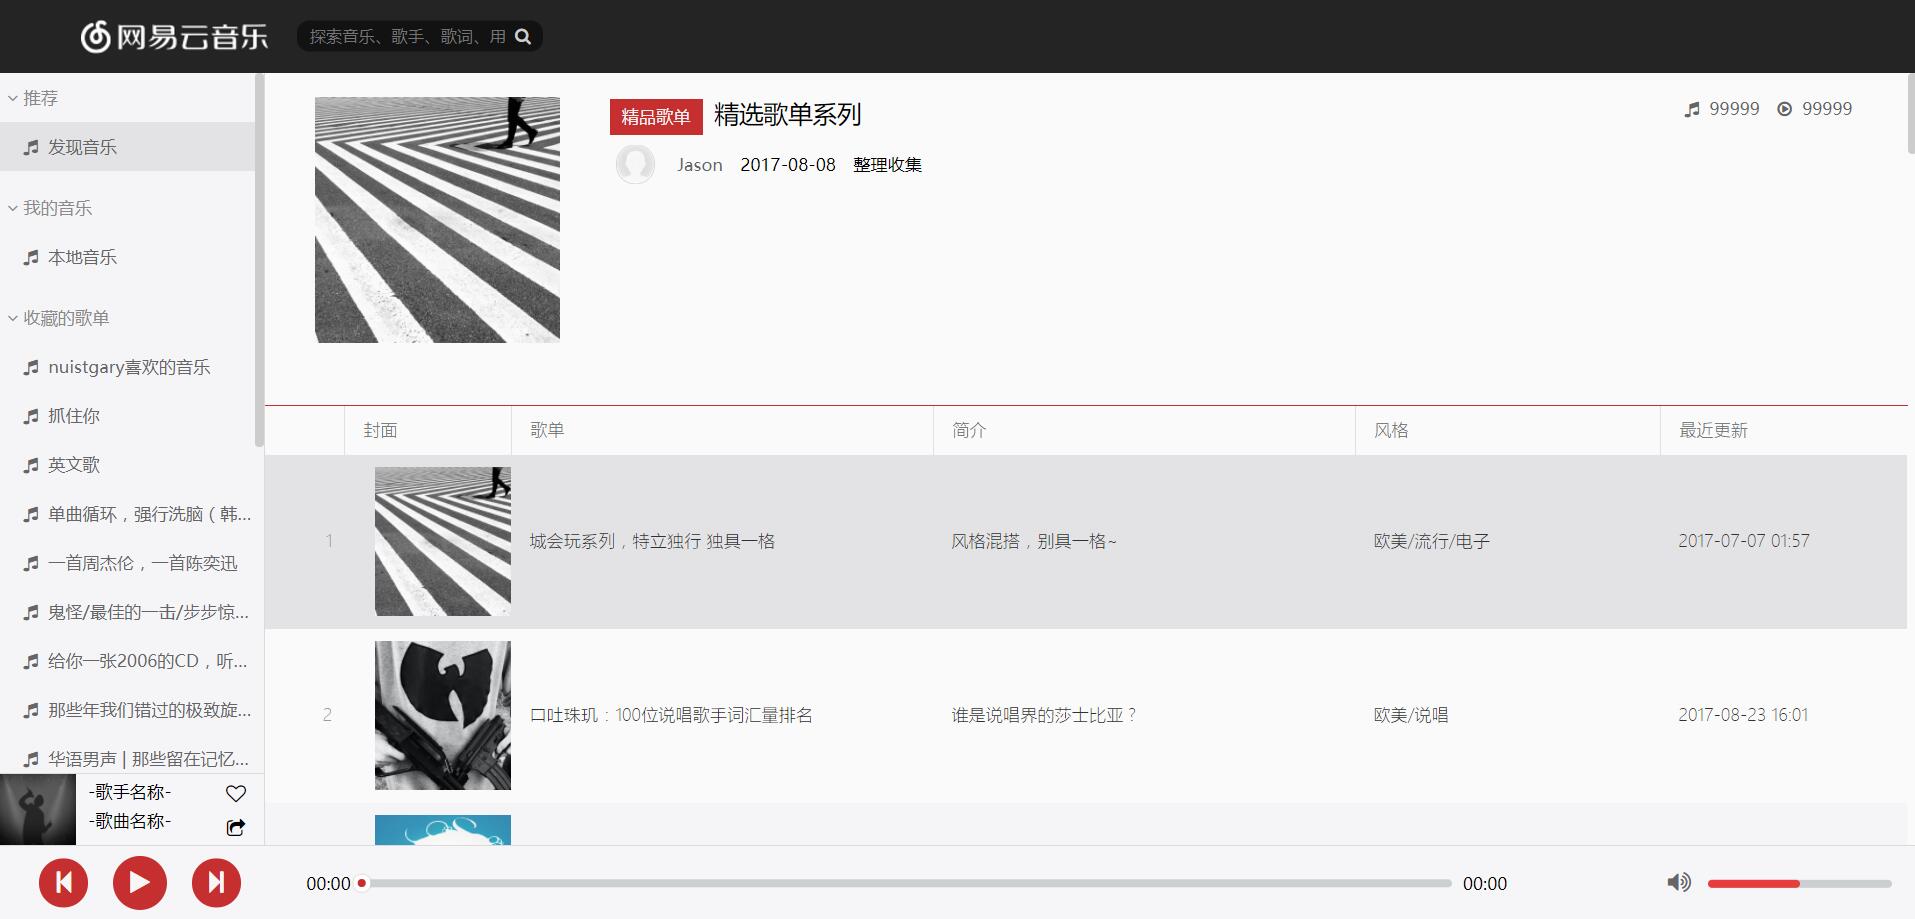 网易云音乐
探索音乐、歌手、歌词、用
推荐
发现音乐
我的音乐
本地音乐
收藏的歌单
nuistgary喜欢的音乐
抓住你
英文歌
单曲循环，强行洗脑（韩...
一首周杰伦，一首陈奕迅
鬼怪/最佳的一击/步步惊...
给你一张2006的CD，听...
那些年我们错过的极致旋...
华语男声 | 那些留在记忆...
-歌手名称-
-歌曲名称-
精品歌单 精选歌单系列
99999 99999
Jason 2017-08-08 整理收集
封面 歌单 简介 风格 最近更新
1 城会玩系列，特立独行 独具一格 风格混搭，别具一格~ 欧美/流行/电子 2017-07-07 01:57
2 口吐珠玑：100位说唱歌手词汇量排名 谁是说唱界的莎士比亚？ 欧美/说唱 2017-08-23 16:01
00:00 00:00